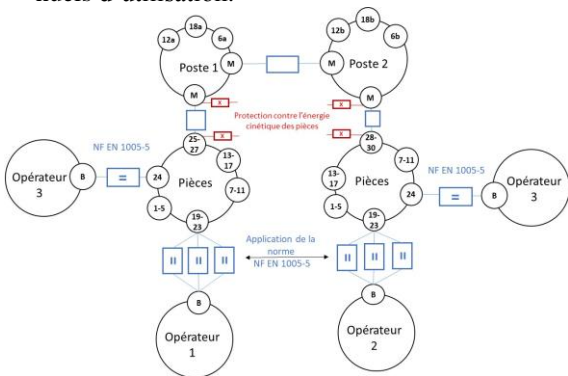 nuels d'utilisation.
18a
12a
6a
M
Poste 1
M
18b
12b
6b
M
Poste 2
M
x
x
Protection contre l'énergie
cinétique des pièces
x
x
NF EN 1005-5
25-
27
13-
17
24
Pièces
7-11
1-5
19-
23
Opérateur
3
B
=
28-
30
7-11
13-
17
Pièces
24
1-5
19-
23
NF EN 1005-5
=
B
Opérateur
3
=
=
=
Application de la
norme
NF EN 1005-5
=
=
=
B
Opérateur
1
B
Opérateur
2